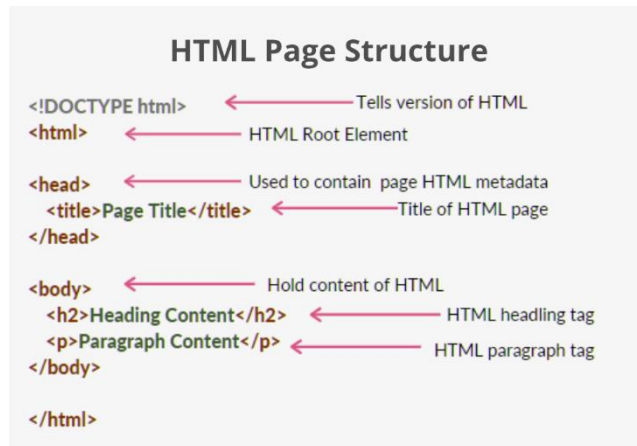 HTML Page Structure
<!DOCTYPE html> Tells version of HTML
<html> HTML Root Element
<head> Used to contain page HTML metadata
<title>Page Title</title> Title of HTML page
</head>
<body> Hold content of HTML
<h2>Heading Content</h2> HTML headling tag
<p>Paragraph Content</p> HTML paragraph tag
</body>
</html>